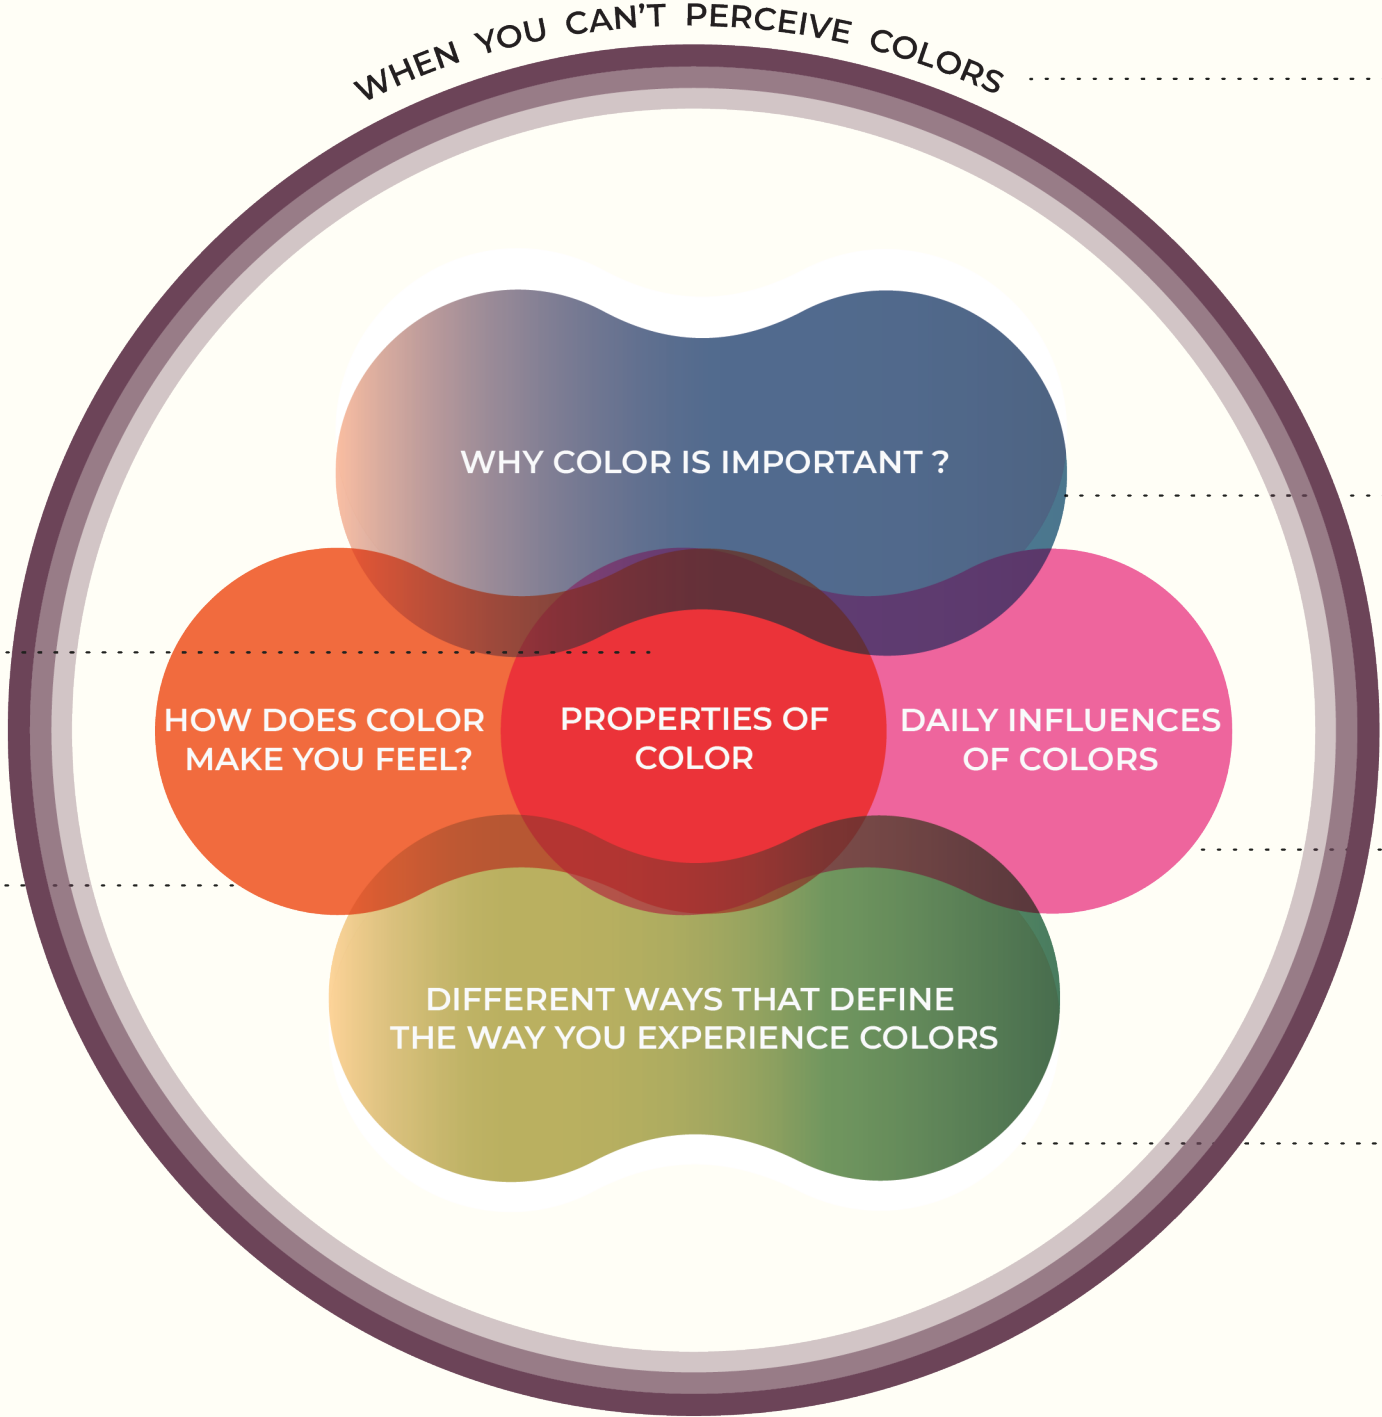 WHEN YOU CAN'T PERCEIVE COLORS
WHY COLOR IS IMPORTANT ?
HOW DOES COLOR
MAKE YOU FEEL?
PROPERTIES OF
COLOR
DAILY INFLUENCES
OF COLORS
DIFFERENT WAYS THAT DEFINE
THE WAY YOU EXPERIENCE COLORS